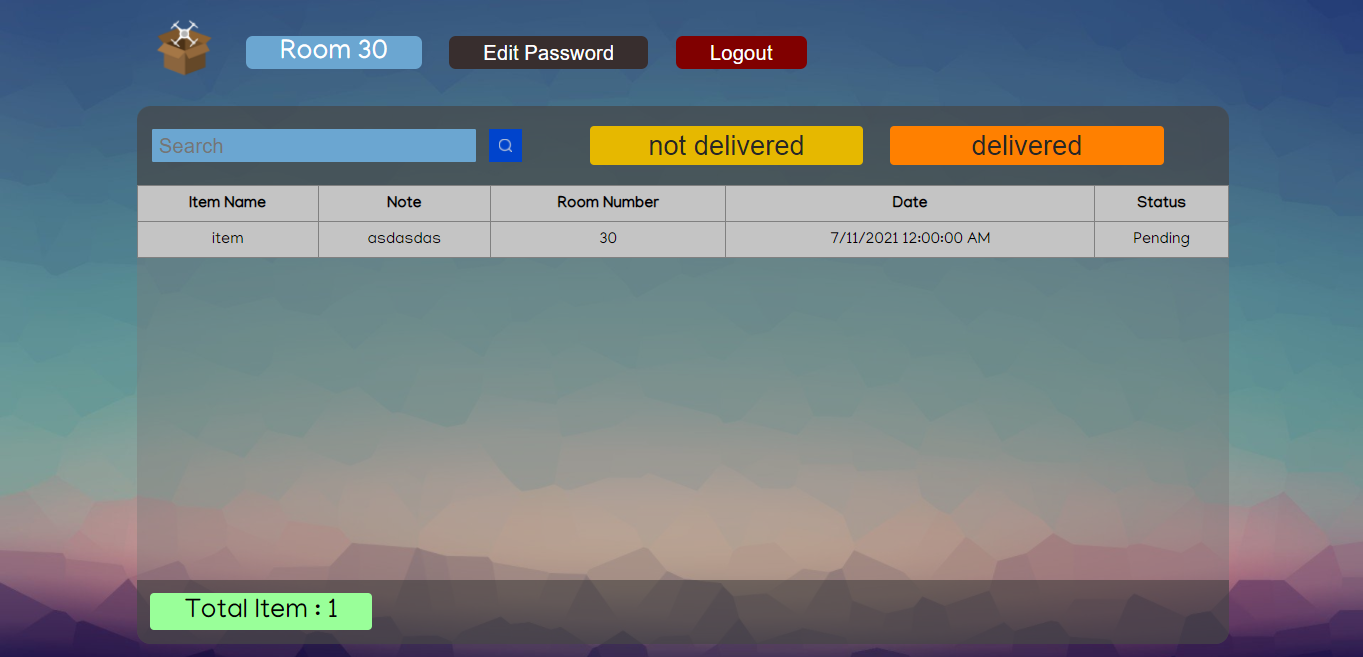 Room 30 Edit Password Logout
Search not delivered delivered
Item Name Note Room Number Date Status
item asdasdas 30 7/11/2021 12:00:00 AM Pending
Total Item : 1